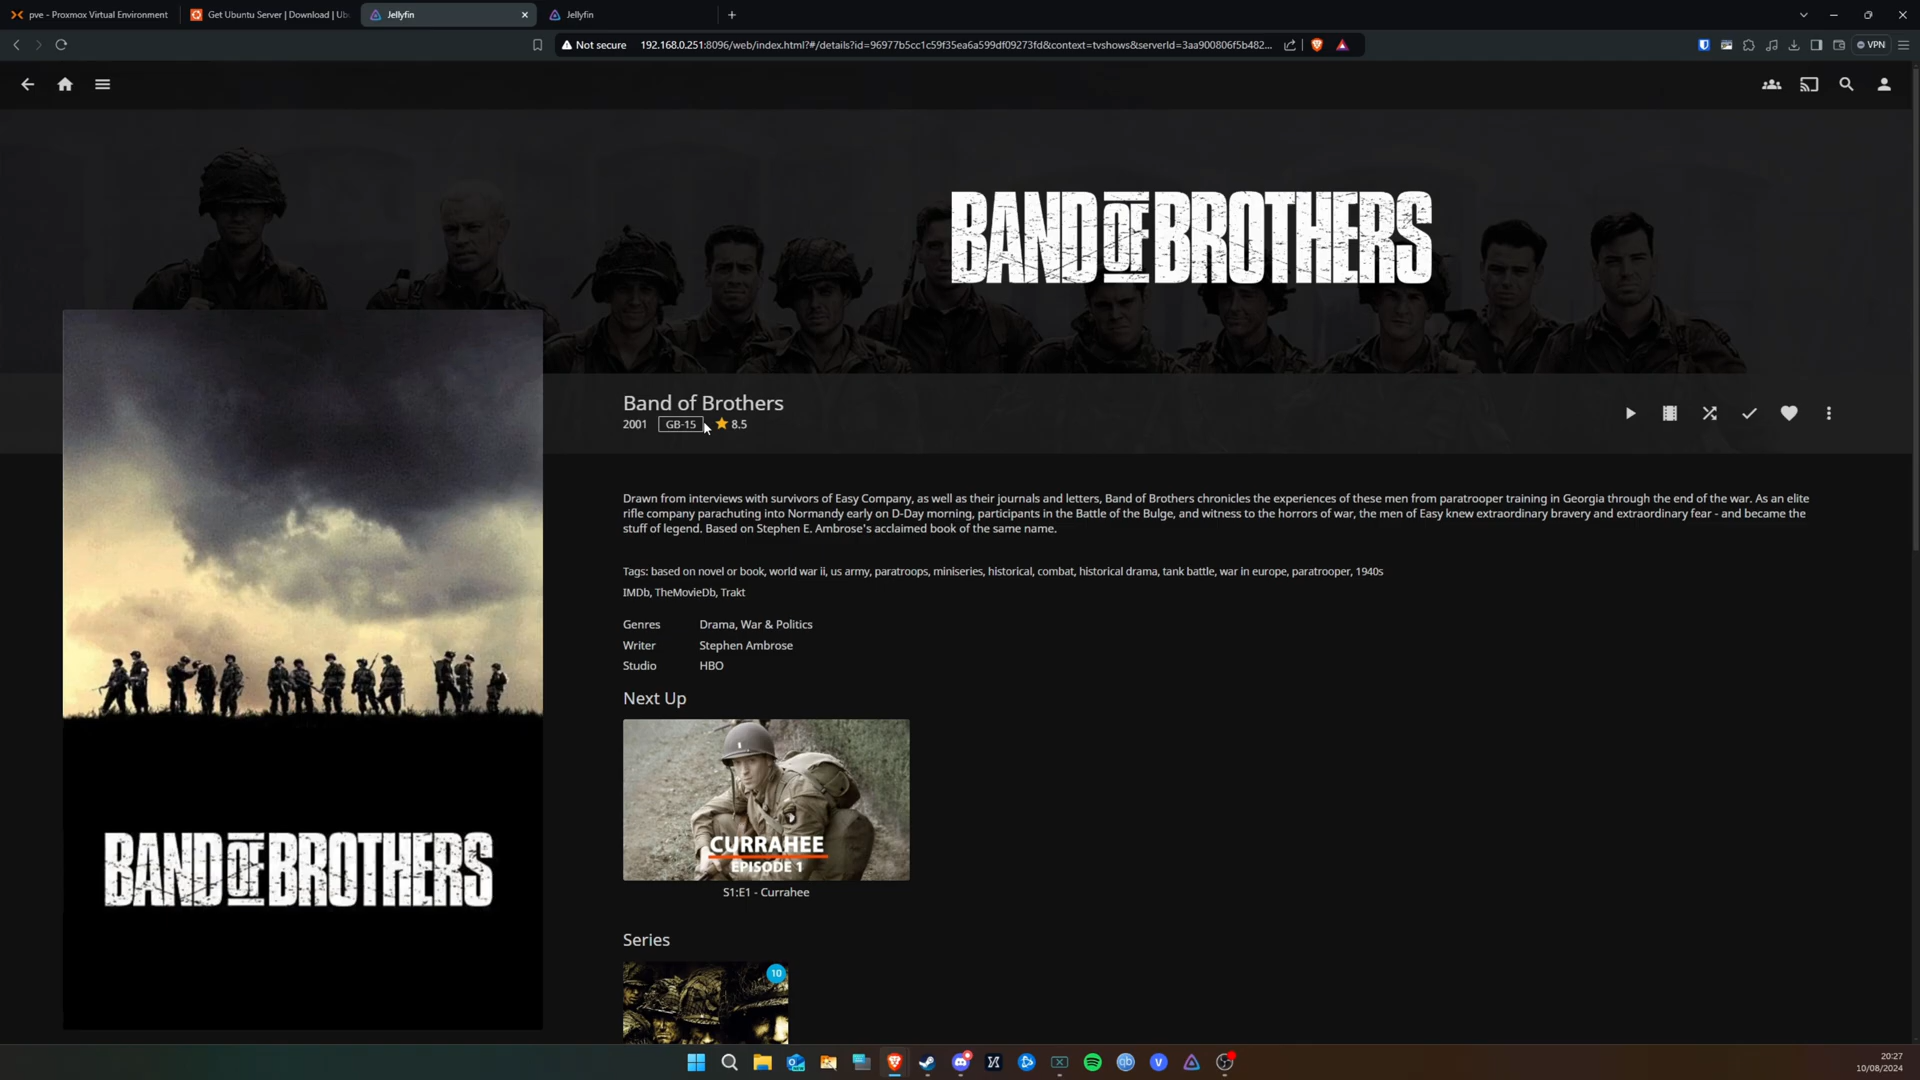 pve - Proxmox Virtual Environment
Get Ubuntu Server | Download | Ub
Jellyfin
Jellyfin
Not secure
192.168.0.251:8096/web/index.html?#/details?id=96977b5cc1c59f35ea6a599df09273fd&context=tvshows&serverId=3aa900806f5b482...
VPN
BAND OF BROTHERS
Band of Brothers
2001 GB-15 8.5
Drawn from interviews with survivors of Easy Company, as well as their journals and letters, Band of Brothers chronicles the experiences of these men from paratrooper training in Georgia through the end of the war. As an elite
rifle company parachuting into Normandy early on D-Day morning, participants in the Battle of the Bulge, and witness to the horrors of war, the men of Easy knew extraordinary bravery and extraordinary fear - and became the
stuff of legend. Based on Stephen E. Ambrose's acclaimed book of the same name.
Tags: based on novel or book, world war ii, us army, paratroops, miniseries, historical, combat, historical drama, tank battle, war in europe, paratrooper, 1940s
IMDb, TheMovieDb, Trakt
Genres Drama, War & Politics
Writer Stephen Ambrose
Studio HBO
Next Up
CURRAHEE
EPISODE 1
S1:E1 - Currahee
BAND OF BROTHERS
Series
10
qb
20:27
10/08/2024